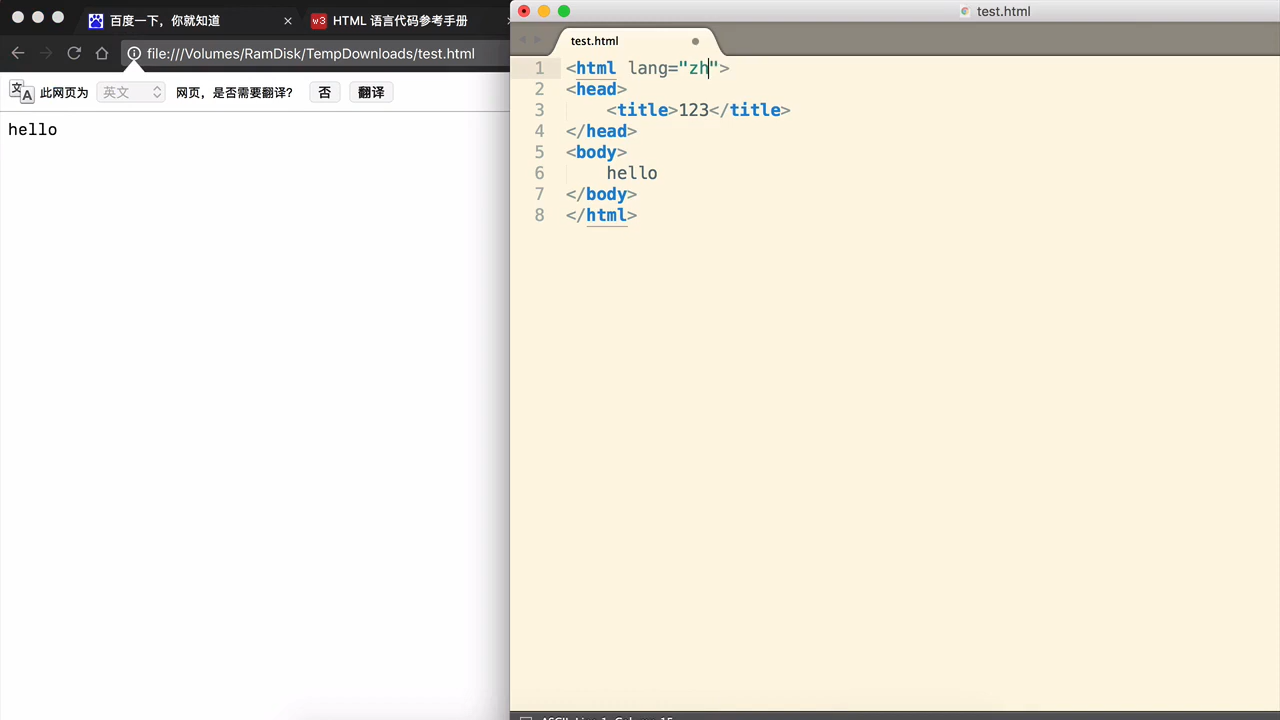 百度一下，你就知道
HTML 语言代码参考手册
file:///Volumes/RamDisk/TempDownloads/test.html
此网页为 英文 网页，是否需要翻译？ 否 翻译
hello
test.html
test.html
1 <html lang="zh">
2 <head>
3 <title>123</title>
4 </head>
5 <body>
6 hello
7 </body>
8 </html>